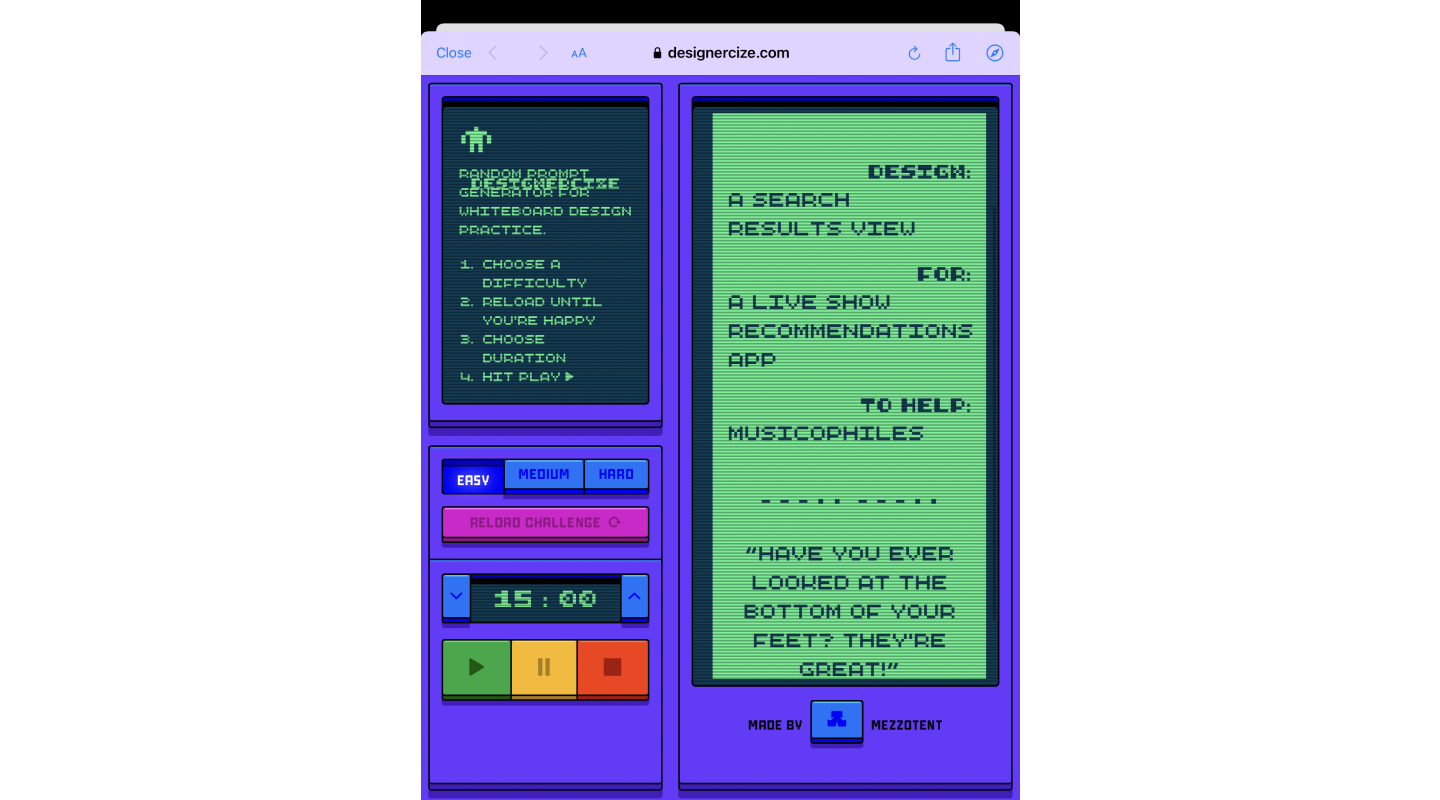 Close
AA
designercize.com
RANDOM PROMPT
DESIGNERCIZE
GENERATOR FOR
WHITEBOARD DESIGN
PRACTICE.
1. CHOOSE A
DIFFICULTY
2. RELOAD UNTIL
YOU'RE HAPPY
3. CHOOSE
DURATION
4. HIT PLAY
EASY
MEDIUM
HARD
RELOAD CHALLENGE
15:00
DESIGN:
A SEARCH
RESULTS VIEW
FOR:
A LIVE SHOW
RECOMMENDATIONS
APP
TO HELP:
MUSICOPHILES
“HAVE YOU EVER
LOOKED AT THE
BOTTOM OF YOUR
FEET? THEY'RE
GREAT!”
MADE BY
MEZZOTENT